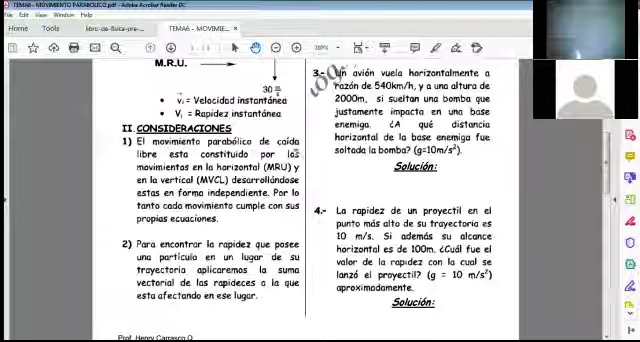 TEMA6 - MOVIMIENTO PARABOLICO.pdf - Adobe Acrobat Reader DC
File Edit View Window Help
Home Tools libro-de-fisica-pre-... TEMA6 - MOVIMIE... ×
M.R.U.
30 m/s
• v⃗ᵢ = Velocidad instantánea
• Vᵢ = Rapidez instantánea
II. CONSIDERACIONES
1) El movimiento parabólico de caída
libre esta constituido por las
movimientos en la horizontal (MRU) y
en la vertical (MVCL) desarrollándose
estas en forma independiente. Por lo
tanto cada movimiento cumple con sus
propias ecuaciones.
2) Para encontrar la rapidez que posee
una partícula en un lugar de su
trayectoria aplicaremos la suma
vectorial de las rapideces a la que
esta afectando en ese lugar.
Prof. Henry Carrasco O.
3.- Un avión vuela horizontalmente a
razón de 540km/h, y a una altura de
2000m, si sueltan una bomba que
justamente impacta en una base
enemiga. ¿A qué distancia
horizontal de la base enemiga fue
soltada la bomba? (g=10m/s²).
Solución:
4.- La rapidez de un proyectil en el
punto más alto de su trayectoria es
10 m/s. Si además su alcance
horizontal es de 100m. ¿Cuál fue el
valor de la rapidez con la cual se
lanzó el proyectil? (g = 10 m/s²)
aproximadamente.
Solución: